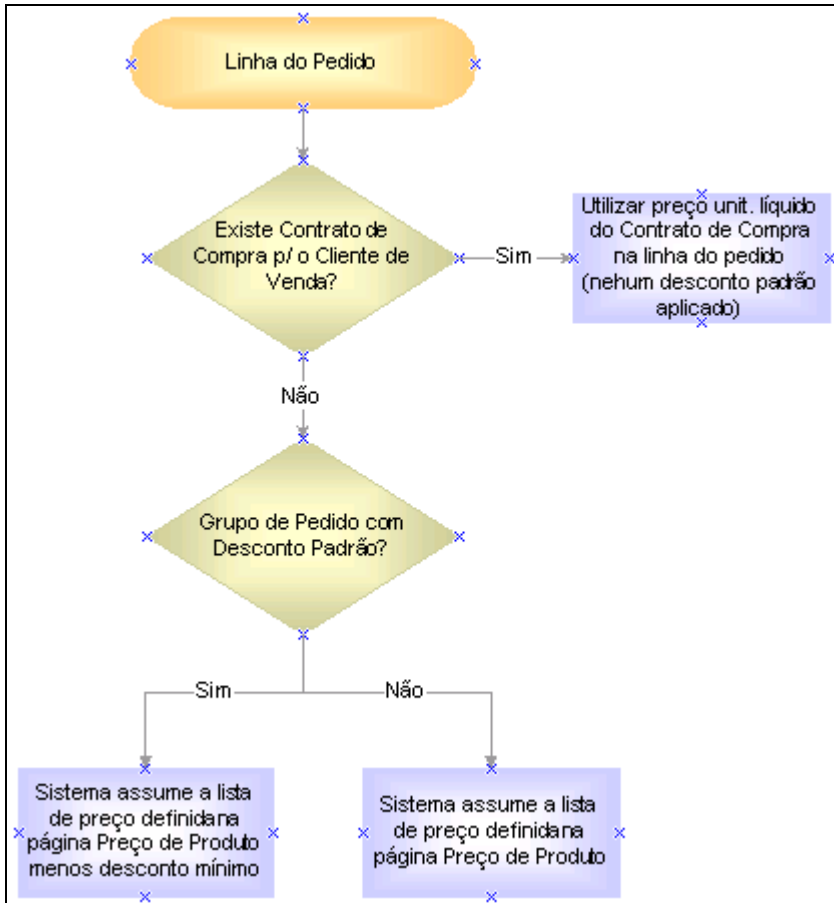 Linha do Pedido
Existe Contrato de
Compra p/ o Cliente de
Venda?
Sim
Utilizar preço unit. líquido
do Contrato de Compra
na linha do pedido
(nehum desconto padrão
aplicado)
Não
Grupo de Pedido com
Desconto Padrão?
Sim
Não
Sistema assume a lista
de preço definidana
página Preço de Produto
menos desconto mínimo
Sistema assume a lista
de preço definidana
página Preço de Produto